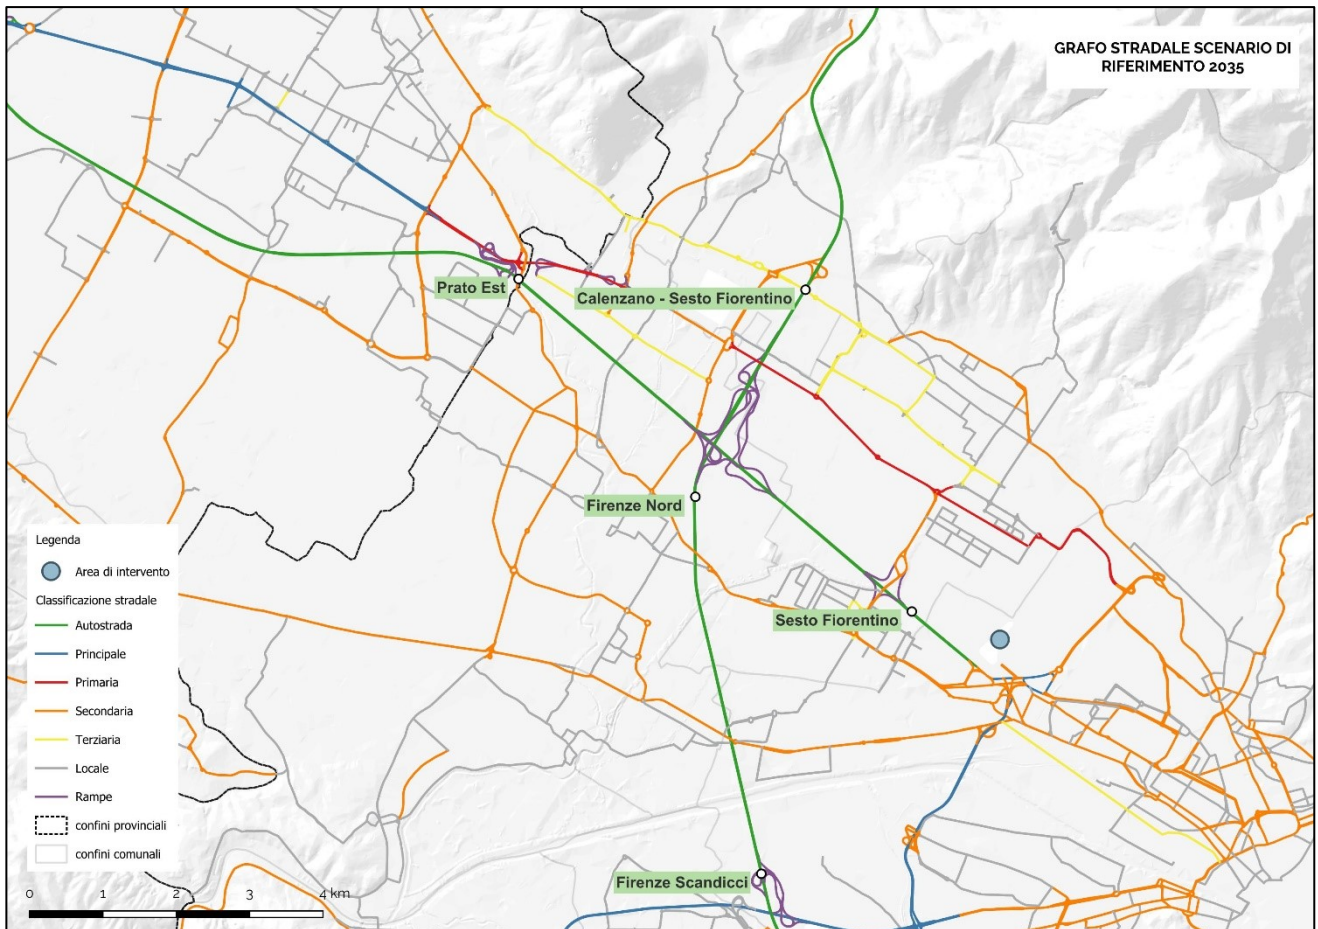 GRAFO STRADALE SCENARIO DI
RIFERIMENTO 2035
Prato Est
Calenzano - Sesto Fiorentino
Firenze Nord
Sesto Fiorentino
Firenze Scandicci
Legenda
Area di intervento
Classificazione stradale
Autostrada
Principale
Primaria
Secondaria
Terziaria
Locale
Rampe
confini provinciali
confini comunali
0 1 2 3 4 km